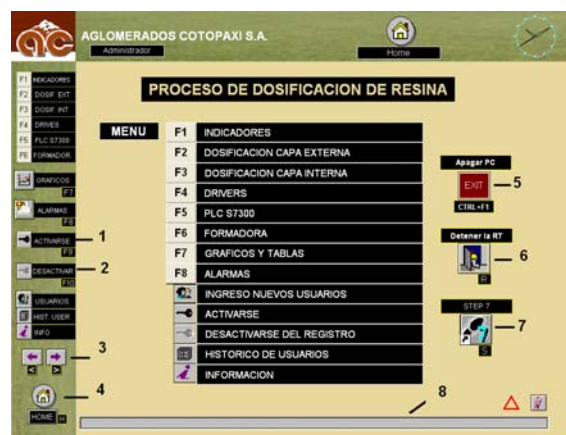 ac
AGLOMERADOS COTOPAXI S.A.
Administrador
Home
F1 INDICADORES
F2 DOSIF. EXT
F3 DOSIF. INT
F4 DRIVES
F5 PLC S7300
F6 FORMADOR.
GRAFICOS
F7
ALARMAS
F8
ACTIVARSE
F9
DESACTIVAR
F10
USUARIOS
HIST. USER
INFO
< >
HOME H
PROCESO DE DOSIFICACION DE RESINA
MENU
F1 INDICADORES
F2 DOSIFICACION CAPA EXTERNA
F3 DOSIFICACION CAPA INTERNA
F4 DRIVERS
F5 PLC S7300
F6 FORMADORA
F7 GRAFICOS Y TABLAS
F8 ALARMAS
INGRESO NUEVOS USUARIOS
ACTIVARSE
DESACTIVARSE DEL REGISTRO
HISTORICO DE USUARIOS
INFORMACION
Apagar PC
EXIT
CTRL+F1
Detener la RT
R
STEP 7
S
1
2
3
4
5
6
7
8